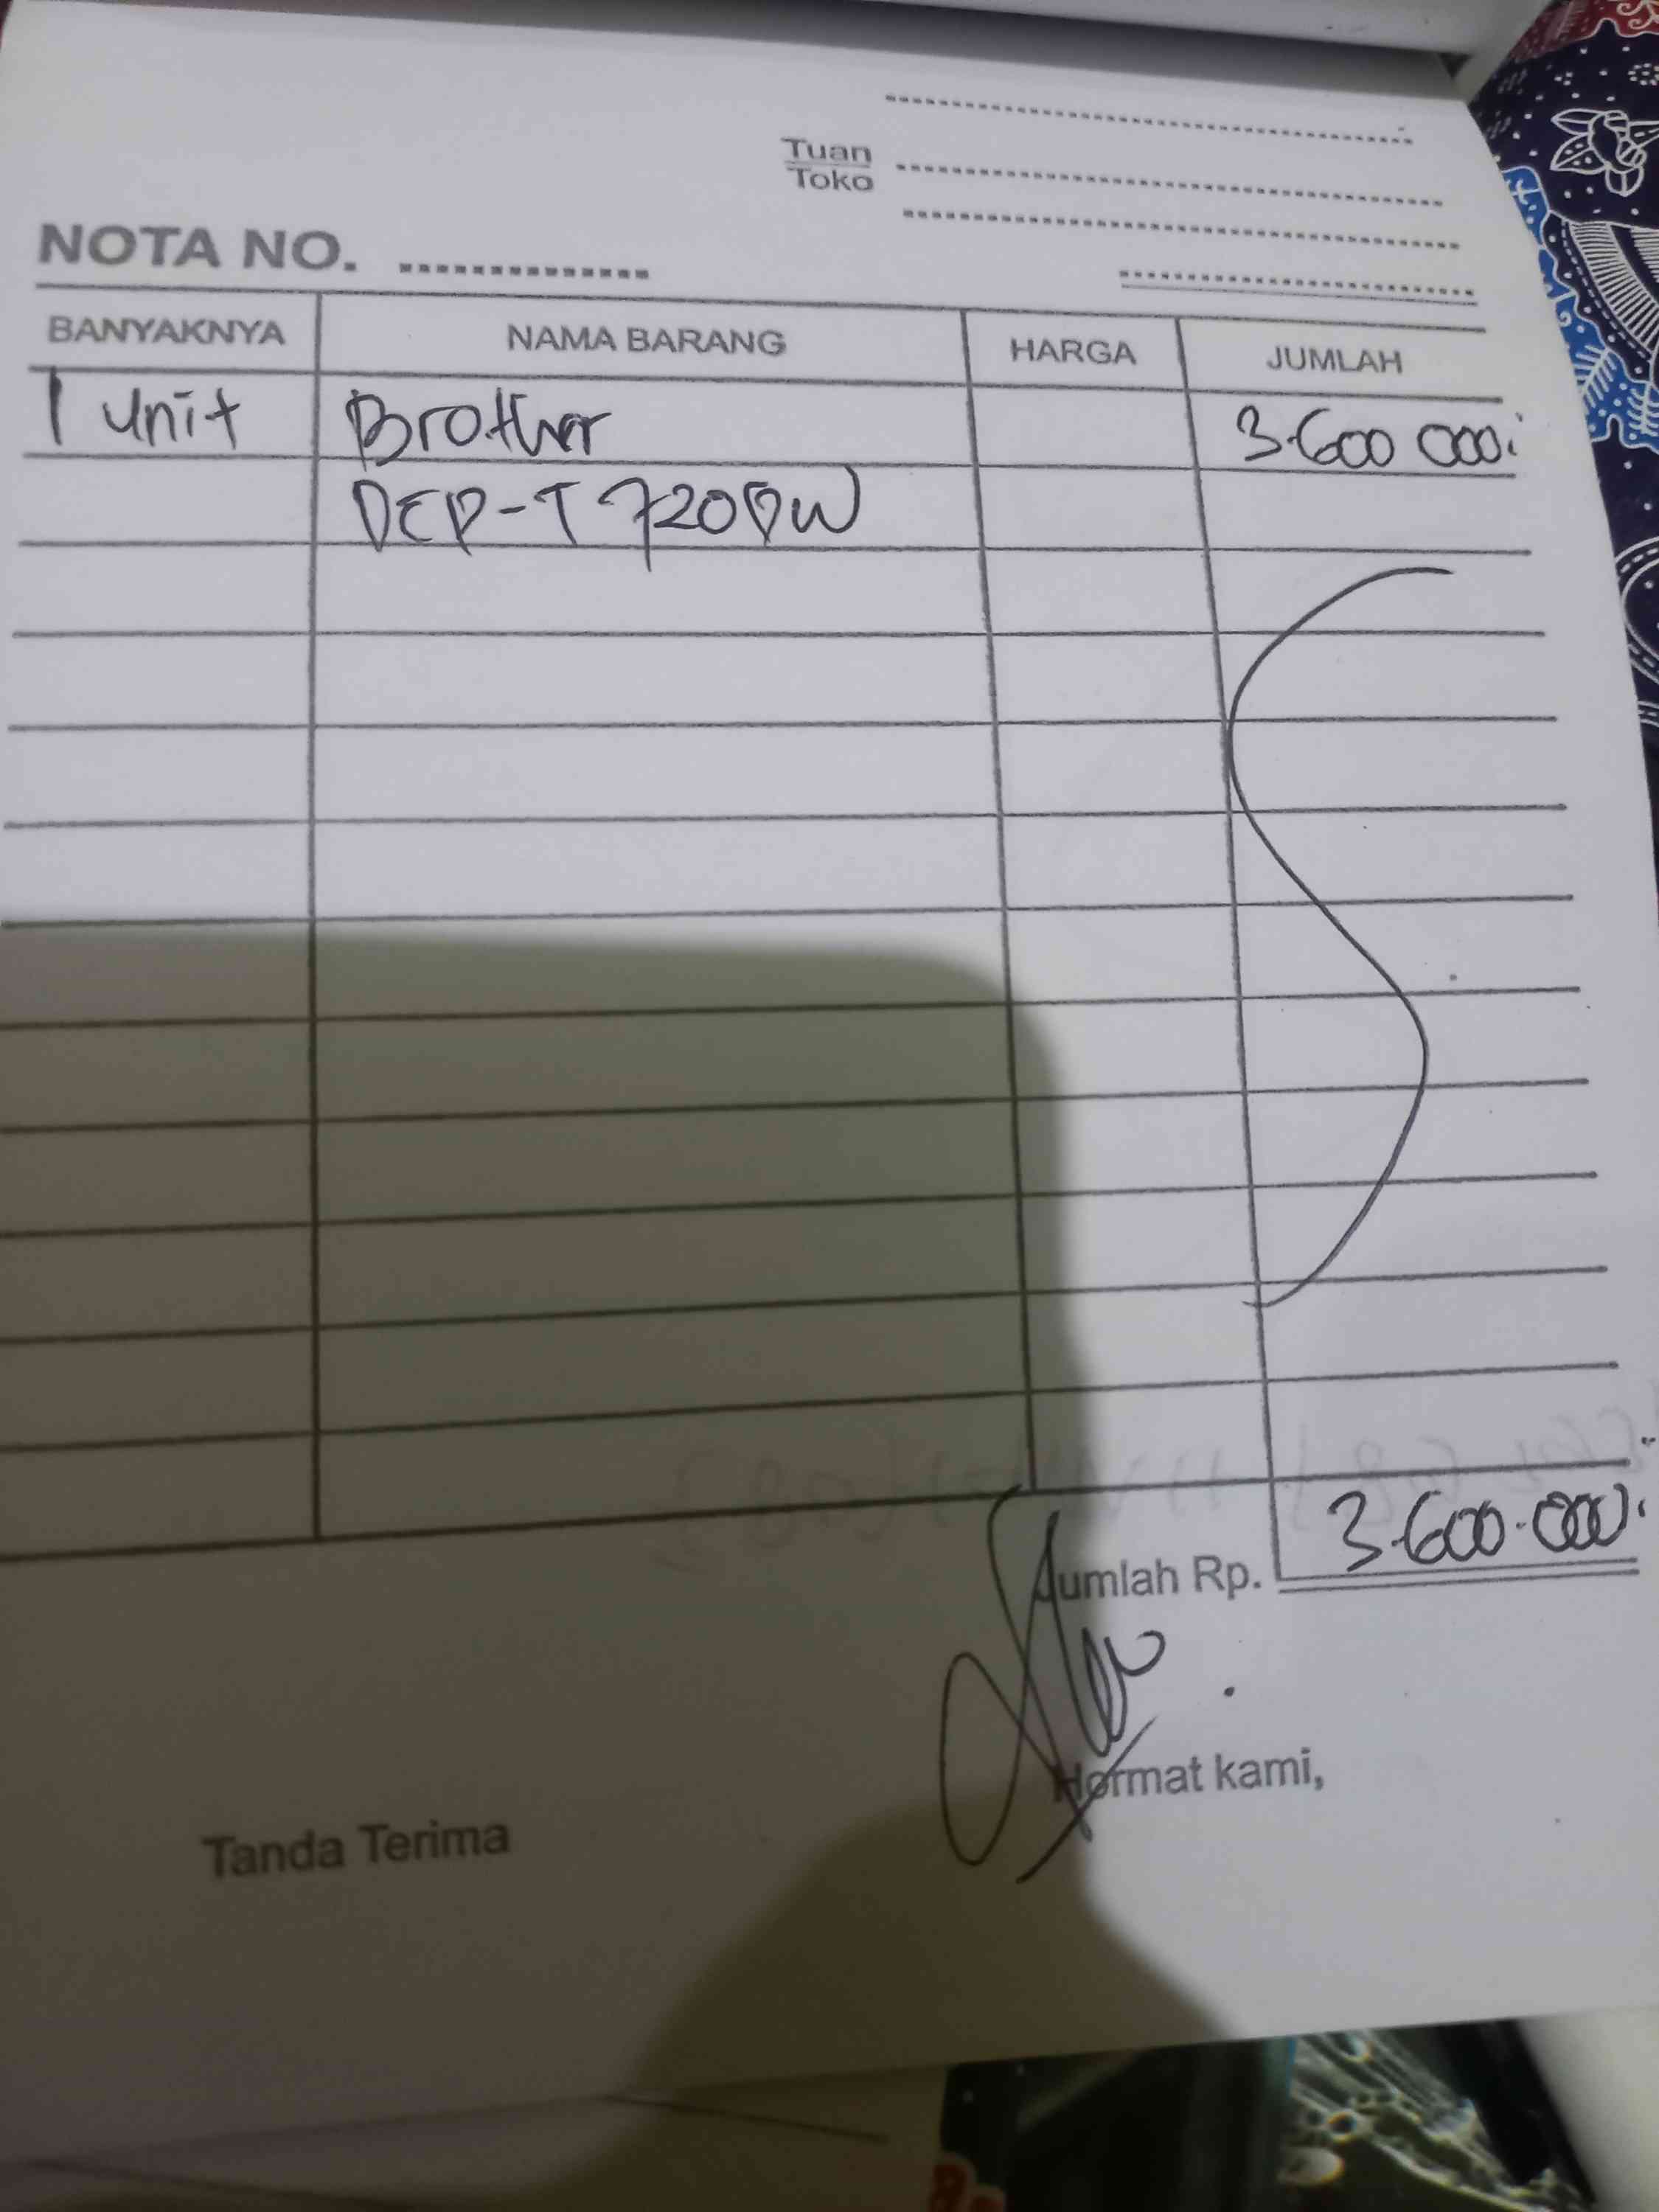 Tuan
Toko
NOTA NO.
BANYAKNYA NAMA BARANG HARGA JUMLAH
1 unit Brother 3.600 000.
DCP-T720DW
Jumlah Rp. 3.600.000.
Hormat kami,
Tanda Terima